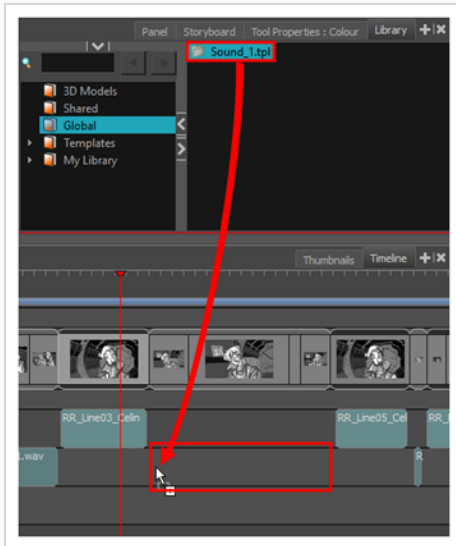 Panel Storyboard Tool Properties : Colour Library
Sound_1.tpl
3D Models
Shared
Global
Templates
My Library
Thumbnails Timeline
RR_Line03_Celin RR_Line05_Cel RR_
.wav R